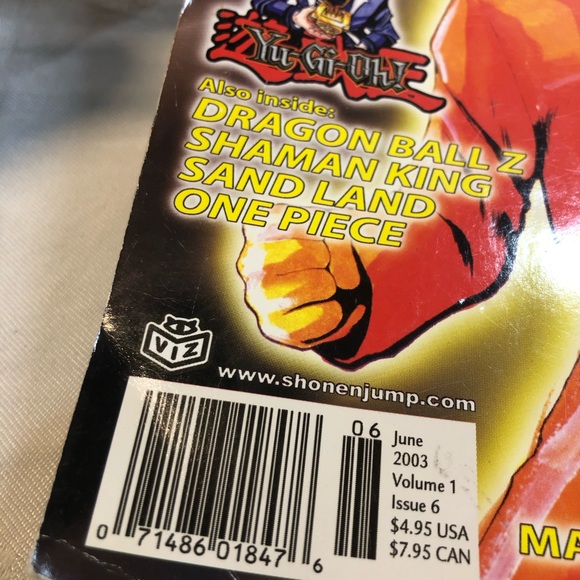 Yu-Gi-Oh!
Also inside:
DRAGON BALL Z
SHAMAN KING
SAND LAND
ONE PIECE
VIZ
www.shonenjump.com
06
June
2003
Volume 1
Issue 6
$4.95 USA
$7.95 CAN
0 71486 01847 6
MA